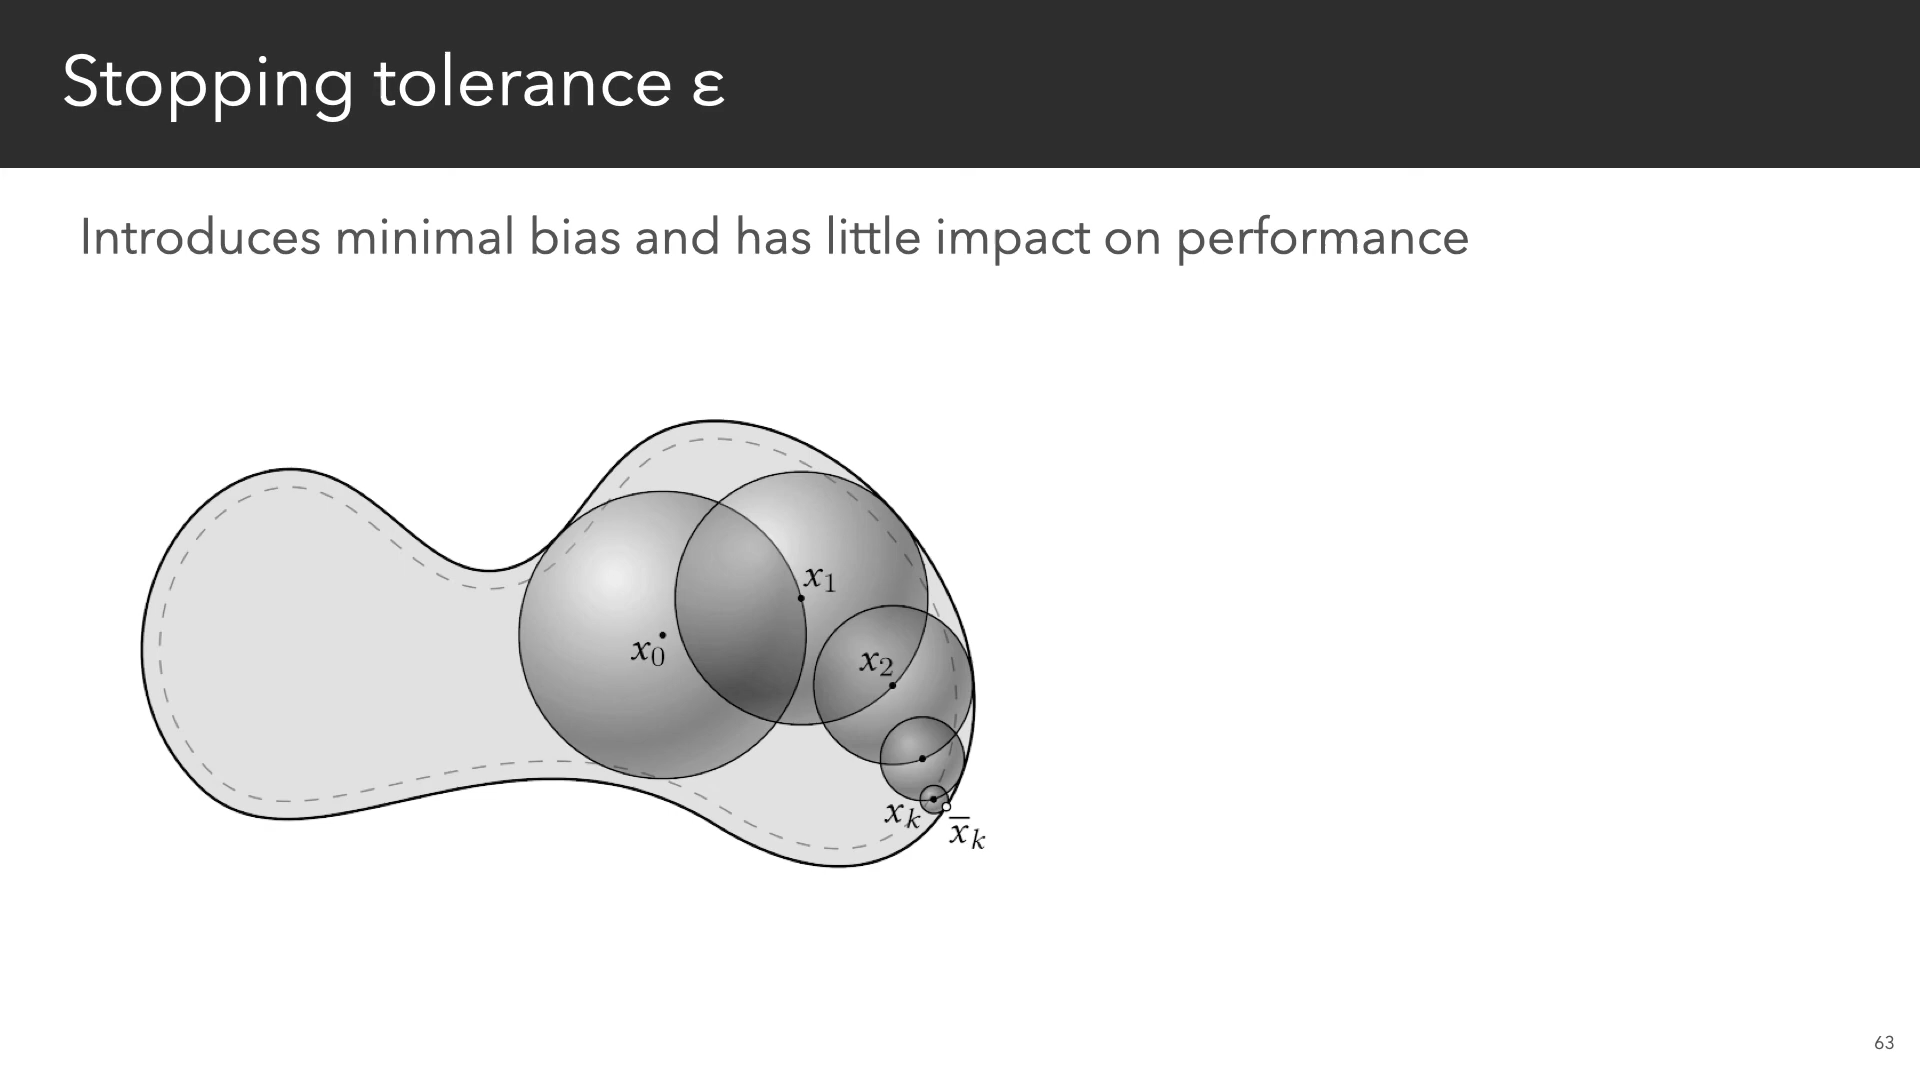 Stopping tolerance ε
Introduces minimal bias and has little impact on performance
x₁
x₀
x₂
xₖ
x̅ₖ
63